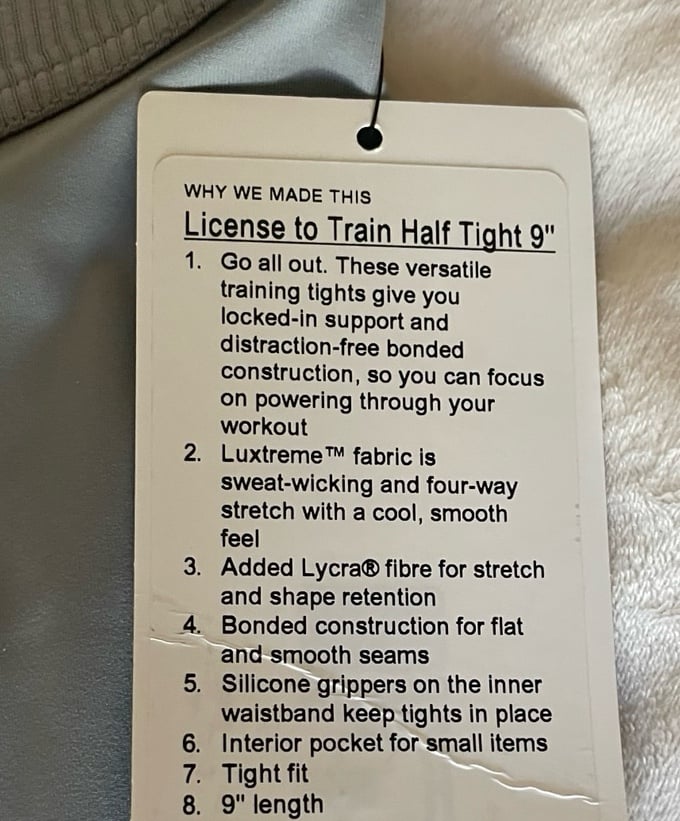 WHY WE MADE THIS
License to Train Half Tight 9"
1. Go all out. These versatile
training tights give you
locked-in support and
distraction-free bonded
construction, so you can focus
on powering through your
workout
2. Luxtreme™ fabric is
sweat-wicking and four-way
stretch with a cool, smooth
feel
3. Added Lycra® fibre for stretch
and shape retention
4. Bonded construction for flat
and smooth seams
5. Silicone grippers on the inner
waistband keep tights in place
6. Interior pocket for small items
7. Tight fit
8. 9" length